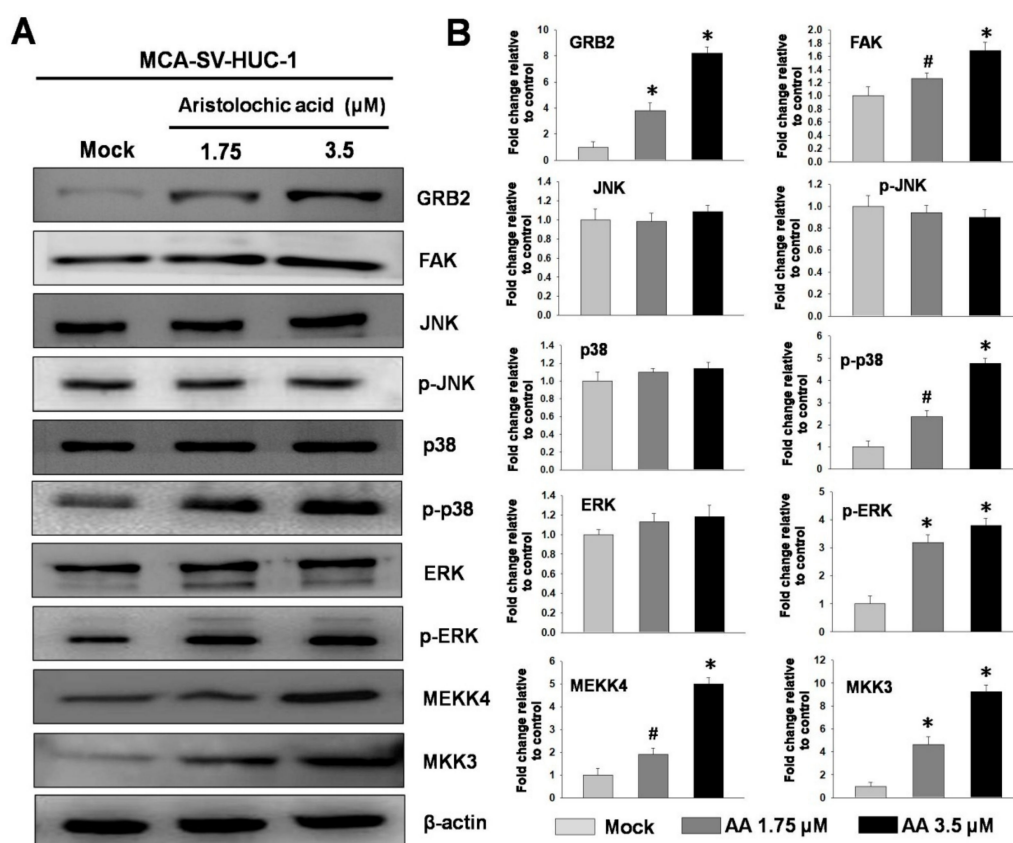 A
MCA-SV-HUC-1
Aristolochic acid (µM)
Mock 1.75 3.5
GRB2
FAK
JNK
p-JNK
p38
p-p38
ERK
p-ERK
MEKK4
MKK3
β-actin
B
Fold change relative
to control
10
8
6
4
2
0
GRB2
*
*
Fold change relative
to control
2.0
1.8
1.6
1.4
1.2
1.0
0.8
0.6
0.4
0.2
0.0
FAK
#
*
Fold change relative
to control
1.4
1.2
1.0
0.8
0.6
0.4
0.2
0.0
JNK
Fold change relative
to control
1.2
1.0
0.8
0.6
0.4
0.2
0.0
p-JNK
Fold change relative
to control
1.4
1.2
1.0
0.8
0.6
0.4
0.2
0.0
p38
Fold change relative
to control
6
5
4
3
2
1
0
p-p38
#
*
Fold change relative
to control
1.4
1.2
1.0
0.8
0.6
0.4
0.2
0.0
ERK
Fold change relative
to control
5
4
3
2
1
0
p-ERK
*
*
Fold change relative
to control
6
5
4
3
2
1
0
MEKK4
#
*
Fold change relative
to control
12
10
8
6
4
2
0
MKK3
*
*
Mock AA 1.75 µM AA 3.5 µM